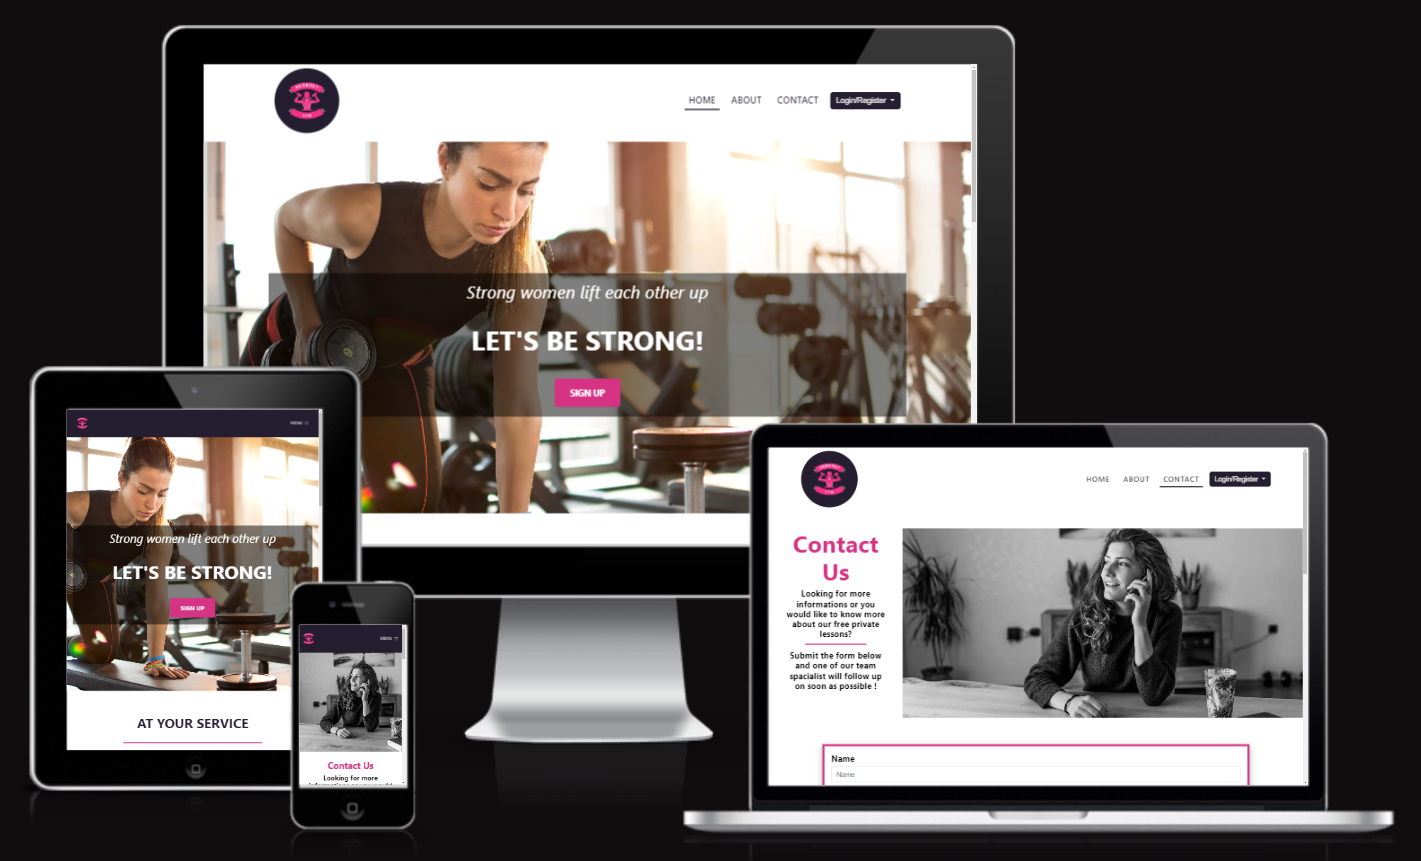 HOME ABOUT CONTACT Login/Register
Strong women lift each other up
LET'S BE STRONG!
SIGN UP
MENU
Strong women lift each other up
LET'S BE STRONG!
SIGN UP
AT YOUR SERVICE
MENU
Contact Us
Looking for more
HOME ABOUT CONTACT Login/Register
Contact
Us
Looking for more
informations or you
would like to know more
about our free private
lessons?
Submit the form below
and one of our team
spacialist will follow up
on soon as possible !
Name
Name